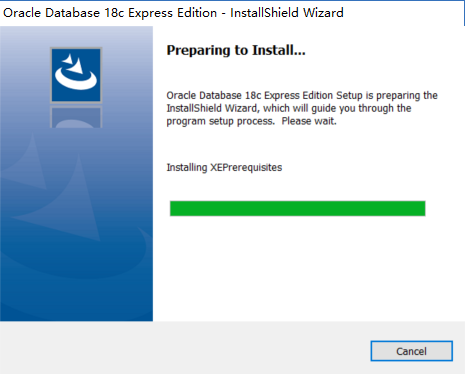 Oracle Database 18c Express Edition - InstallShield Wizard
Preparing to Install...
Oracle Database 18c Express Edition Setup is preparing the
InstallShield Wizard, which will guide you through the
program setup process. Please wait.
Installing XEPrerequisites
Cancel